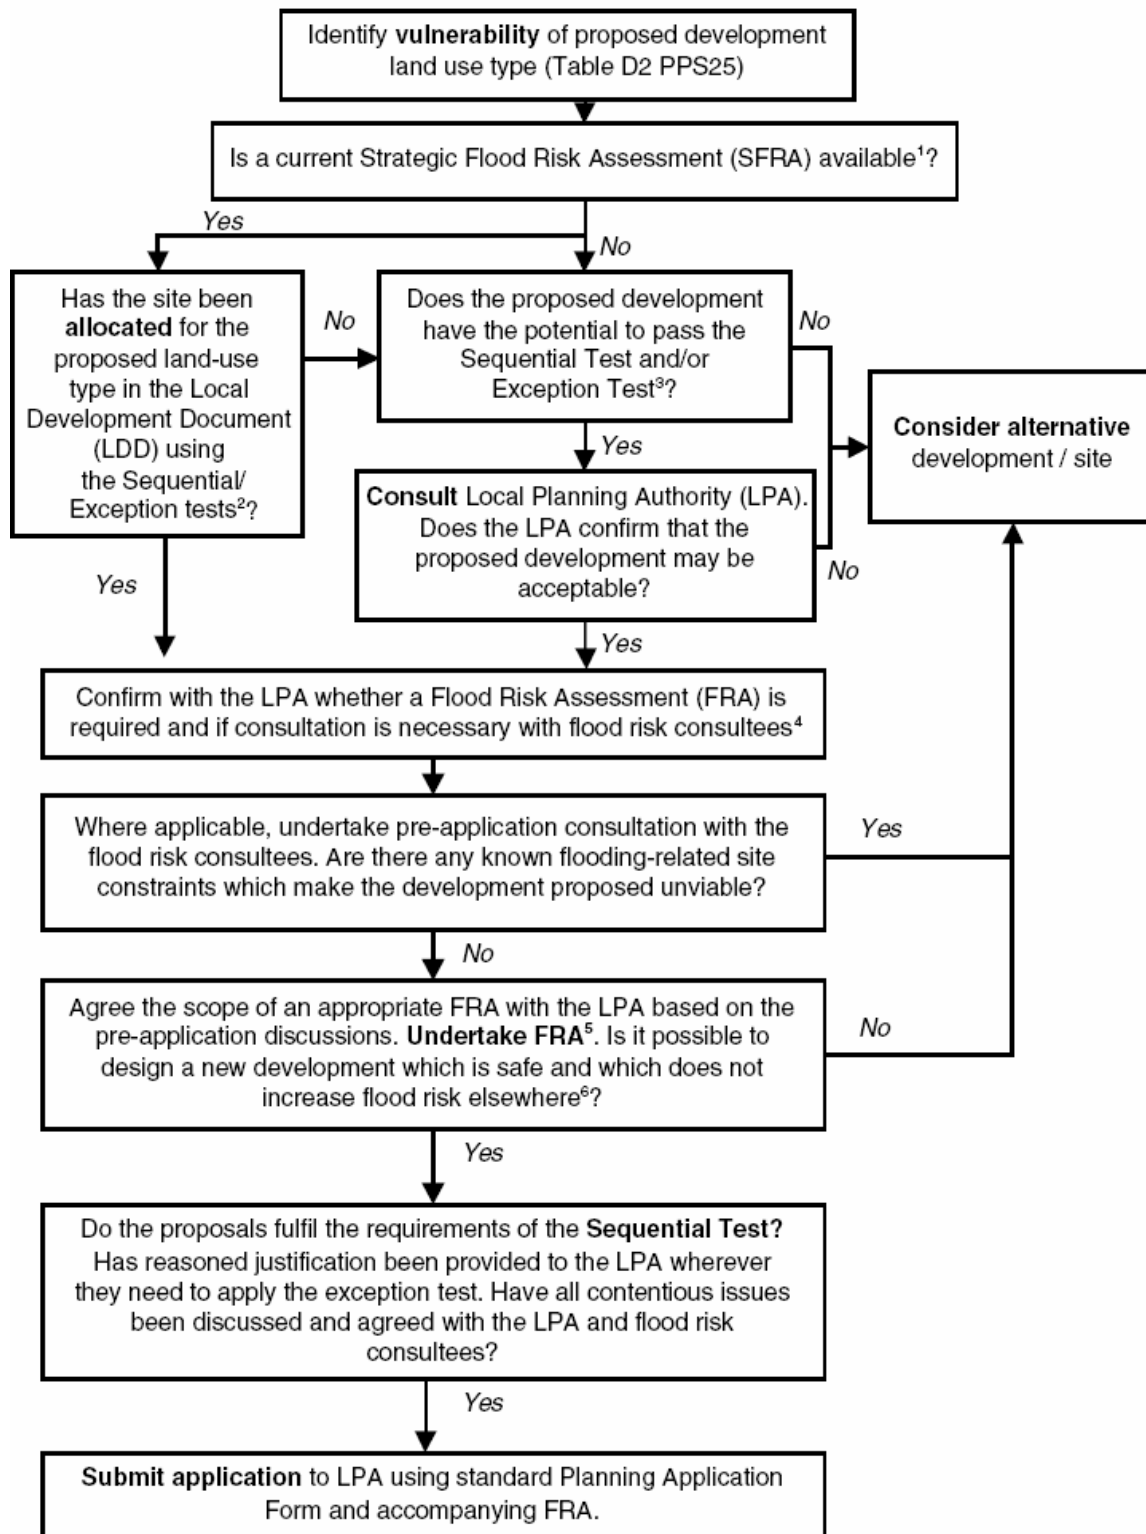 Identify vulnerability of proposed development
land use type (Table D2 PPS25)
Is a current Strategic Flood Risk Assessment (SFRA) available¹?
Yes
No
Has the site been
allocated for the
proposed land-use
type in the Local
Development Document
(LDD) using
the Sequential/
Exception tests²?
No
Does the proposed development
have the potential to pass the
Sequential Test and/or
Exception Test³?
No
Consider alternative
development / site
Yes
Consult Local Planning Authority (LPA).
Does the LPA confirm that the
proposed development may be
acceptable?
No
Yes
Yes
Confirm with the LPA whether a Flood Risk Assessment (FRA) is
required and if consultation is necessary with flood risk consultees⁴
Where applicable, undertake pre-application consultation with the
flood risk consultees. Are there any known flooding-related site
constraints which make the development proposed unviable?
Yes
No
Agree the scope of an appropriate FRA with the LPA based on the
pre-application discussions. Undertake FRA⁵. Is it possible to
design a new development which is safe and which does not
increase flood risk elsewhere⁶?
No
Yes
Do the proposals fulfil the requirements of the Sequential Test?
Has reasoned justification been provided to the LPA wherever
they need to apply the exception test. Have all contentious issues
been discussed and agreed with the LPA and flood risk
consultees?
Yes
Submit application to LPA using standard Planning Application
Form and accompanying FRA.